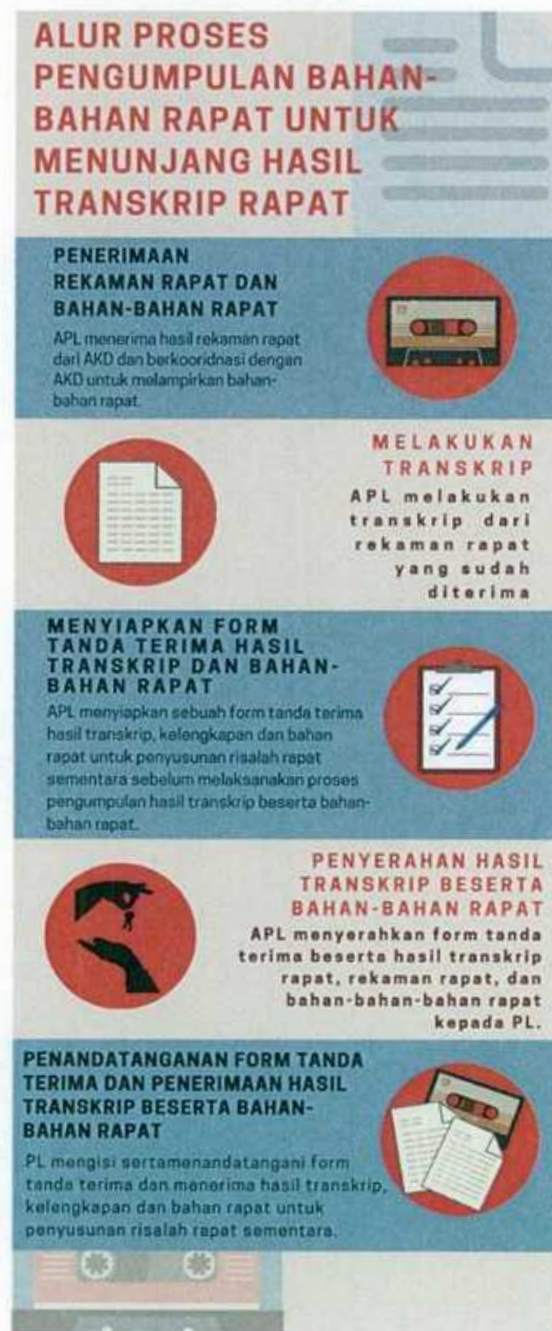 ALUR PROSES
PENGUMPULAN BAHAN-
BAHAN RAPAT UNTUK
MENUNJANG HASIL
TRANSKRIP RAPAT
PENERIMAAN
REKAMAN RAPAT DAN
BAHAN-BAHAN RAPAT
APL menerima hasil rekaman rapat
dari AKD dan berkooridnasi dengan
AKD untuk melampirkan bahan-
bahan rapat.
MELAKUKAN
TRANSKRIP
APL melakukan
transkrip dari
rekaman rapat
yang sudah
diterima
MENYIAPKAN FORM
TANDA TERIMA HASIL
TRANSKRIP DAN BAHAN-
BAHAN RAPAT
APL menyiapkan sebuah form tanda terima
hasil transkrip, kelengkapan dan bahan
rapat untuk penyusunan risalah rapat
sementara sebelum melaksanakan proses
pengumpulan hasil transkrip beserta bahan-
bahan rapat.
PENYERAHAN HASIL
TRANSKRIP BESERTA
BAHAN-BAHAN RAPAT
APL menyerahkan form tanda
terima beserta hasil transkrip
rapat, rekaman rapat, dan
bahan-bahan-bahan rapat
kepada PL.
PENANDATANGANAN FORM TANDA
TERIMA DAN PENERIMAAN HASIL
TRANSKRIP BESERTA BAHAN-
BAHAN RAPAT
PL mengisi sertamenandatangani form
tanda terima dan menerima hasil transkrip,
kelengkapan dan bahan rapat untuk
penyusunan risalah rapat sementara.